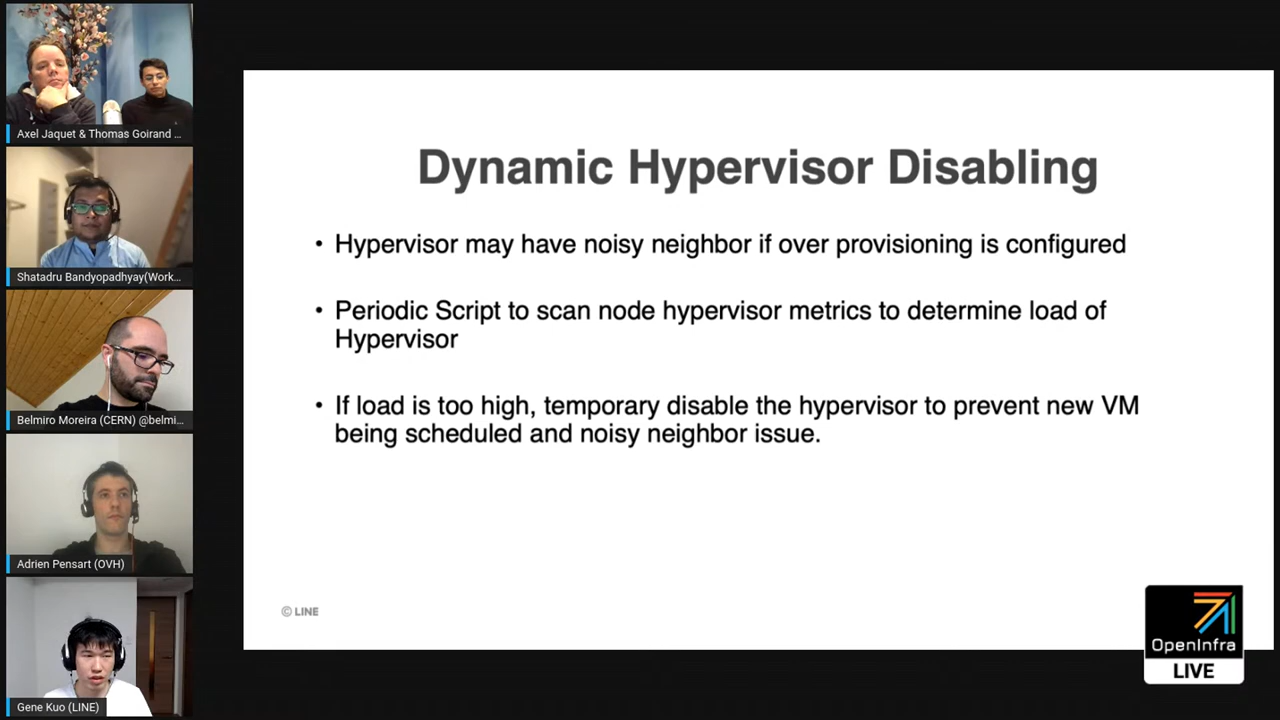 Axel Jaquet & Thomas Goirand ...
Shatadru Bandyopadhyay(Work...
Belmiro Moreira (CERN) @belmi...
Adrien Pensart (OVH)
Gene Kuo (LINE)
Dynamic Hypervisor Disabling
• Hypervisor may have noisy neighbor if over provisioning is configured
• Periodic Script to scan node hypervisor metrics to determine load of
Hypervisor
• If load is too high, temporary disable the hypervisor to prevent new VM
being scheduled and noisy neighbor issue.
© LINE
OpenInfra
LIVE